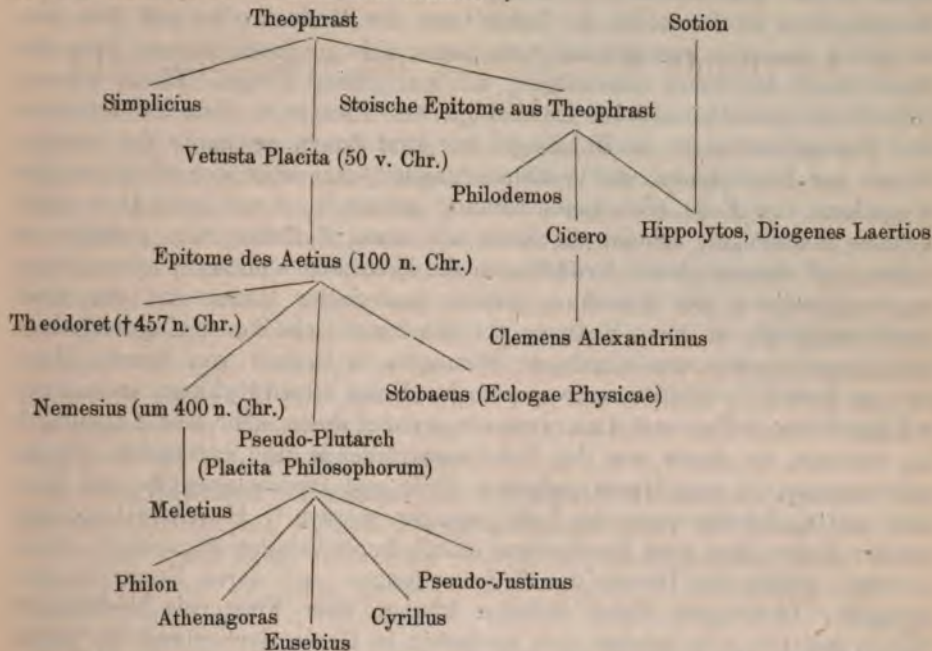 Theophrast Sotion
Simplicius Stoische Epitome aus Theophrast
Vetusta Placita (50 v. Chr.)
Philodemos
Cicero Hippolytos, Diogenes Laertios
Epitome des Aetius (100 n. Chr.)
Theodoret († 457 n. Chr.)
Clemens Alexandrinus
Stobaeus (Eclogae Physicae)
Nemesius (um 400 n. Chr.)
Pseudo-Plutarch
(Placita Philosophorum)
Meletius
Philon Pseudo-Justinus
Athenagoras Cyrillus
Eusebius